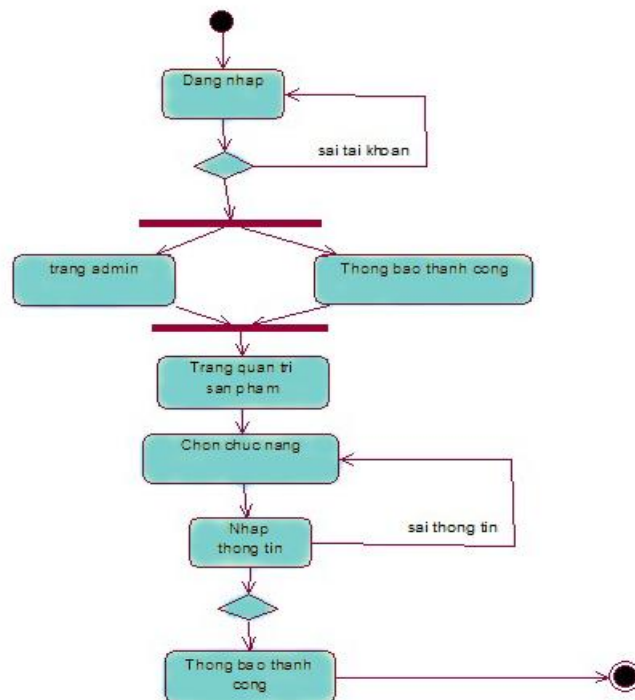 Dang nhap
sai tai khoan
trang admin
Thong bao thanh cong
Trang quan tri
san pham
Chon chuc nang
Nhap
thong tin
sai thong tin
Thong bao thanh
cong